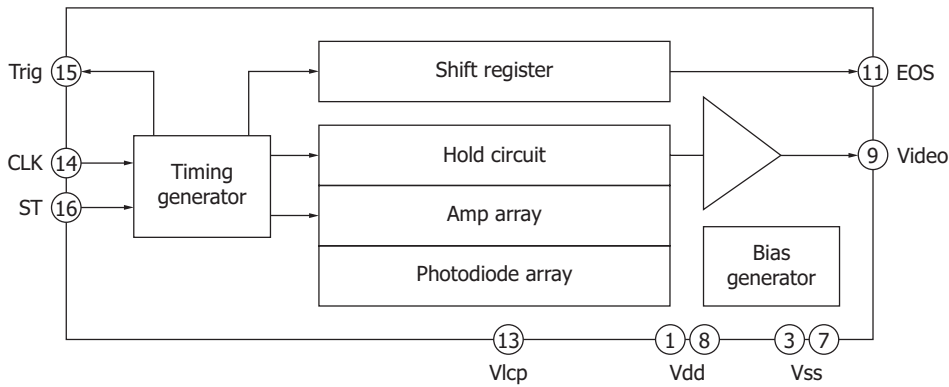 Shift register
Trig 15
11 EOS
Hold circuit
CLK 14
Timing
generator
9 Video
ST 16
Amp array
Bias
generator
Photodiode array
13
1 8
3 7
Vlcp
Vdd
Vss